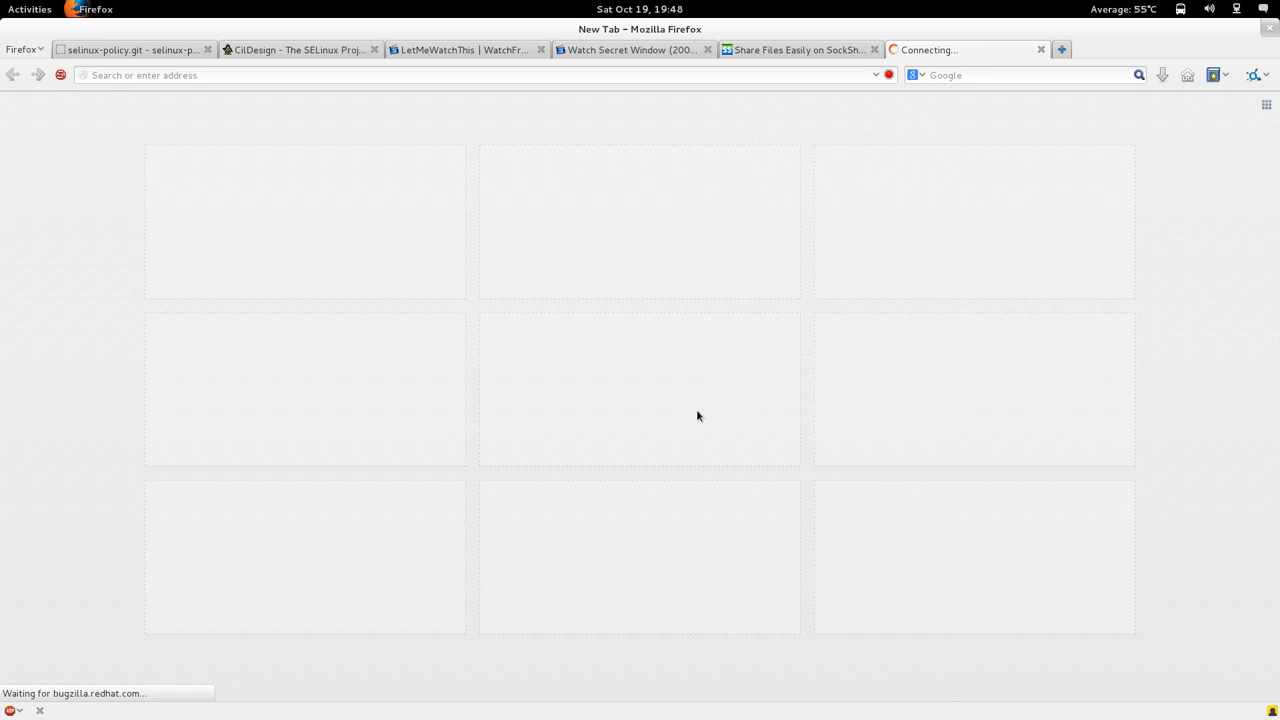 Activities Firefox Sat Oct 19, 19:48 Average: 55°C
New Tab - Mozilla Firefox
Firefox selinux-policy.git - selinux-p... CilDesign - The SELinux Proj... LetMeWatchThis | WatchFr... Watch Secret Window (200... Share Files Easily on SockSh... Connecting...
Search or enter address Google
Waiting for bugzilla.redhat.com...
ABP